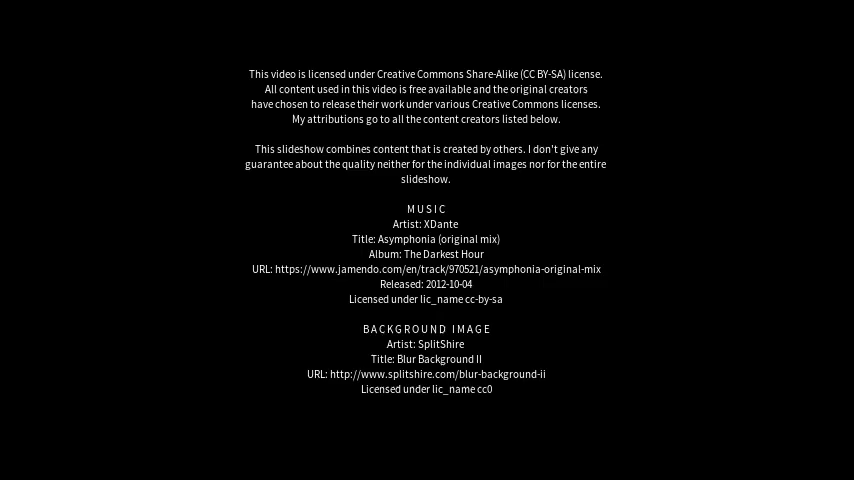 This video is licensed under Creative Commons Share-Alike (CC BY-SA) license.
All content used in this video is free available and the original creators
have chosen to release their work under various Creative Commons licenses.
My attributions go to all the content creators listed below.
This slideshow combines content that is created by others. I don't give any
guarantee about the quality neither for the individual images nor for the entire
slideshow.
MUSIC
Artist: XDante
Title: Asymphonia (original mix)
Album: The Darkest Hour
URL: https://www.jamendo.com/en/track/970521/asymphonia-original-mix
Released: 2012-10-04
Licensed under lic_name cc-by-sa
BACKGROUND IMAGE
Artist: SplitShire
Title: Blur Background II
URL: http://www.splitshire.com/blur-background-ii
Licensed under lic_name cc0